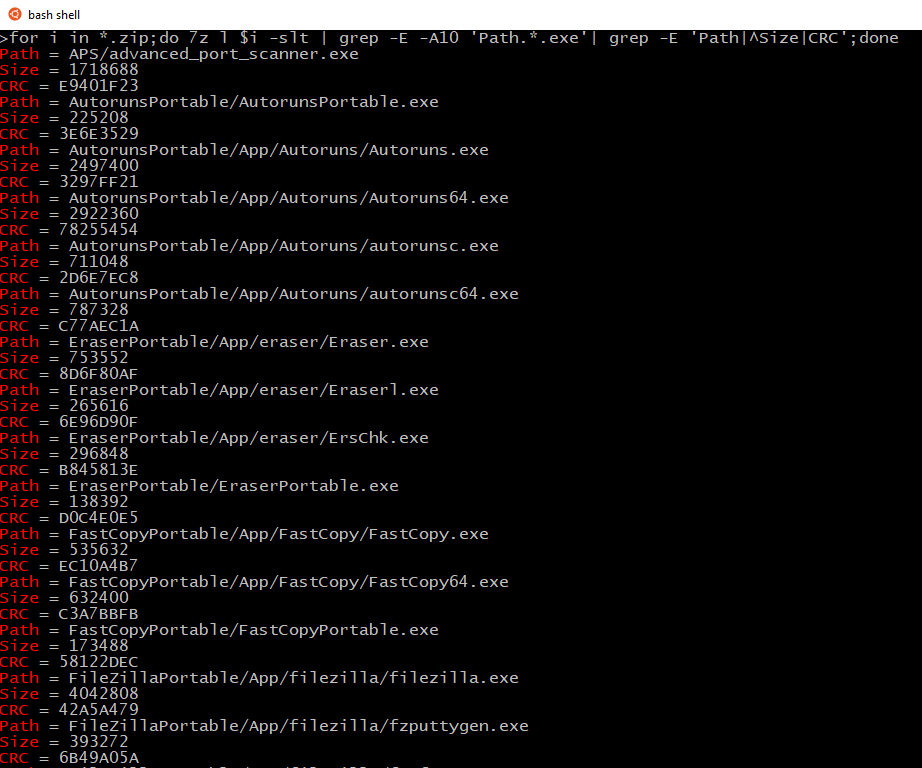 bash shell
>for i in *.zip;do 7z l $i -slt | grep -E -A10 'Path.*.exe'| grep -E 'Path|^Size|CRC';done
Path = APS/advanced_port_scanner.exe
Size = 1718688
CRC = E9401F23
Path = AutorunsPortable/AutorunsPortable.exe
Size = 225208
CRC = 3E6E3529
Path = AutorunsPortable/App/Autoruns/Autoruns.exe
Size = 2497400
CRC = 3297FF21
Path = AutorunsPortable/App/Autoruns/Autoruns64.exe
Size = 2922360
CRC = 78255454
Path = AutorunsPortable/App/Autoruns/autorunsc.exe
Size = 711048
CRC = 2D6E7EC8
Path = AutorunsPortable/App/Autoruns/autorunsc64.exe
Size = 787328
CRC = C77AEC1A
Path = EraserPortable/App/eraser/Eraser.exe
Size = 753552
CRC = 8D6F80AF
Path = EraserPortable/App/eraser/Eraserl.exe
Size = 265616
CRC = 6E96D90F
Path = EraserPortable/App/eraser/ErsChk.exe
Size = 296848
CRC = B845813E
Path = EraserPortable/EraserPortable.exe
Size = 138392
CRC = D0C4E0E5
Path = FastCopyPortable/App/FastCopy/FastCopy.exe
Size = 535632
CRC = EC10A4B7
Path = FastCopyPortable/App/FastCopy/FastCopy64.exe
Size = 632400
CRC = C3A7BBFB
Path = FastCopyPortable/FastCopyPortable.exe
Size = 173488
CRC = 58122DEC
Path = FileZillaPortable/App/filezilla/filezilla.exe
Size = 4042808
CRC = 42A5A479
Path = FileZillaPortable/App/filezilla/fzputtygen.exe
Size = 393272
CRC = 6B49A05A